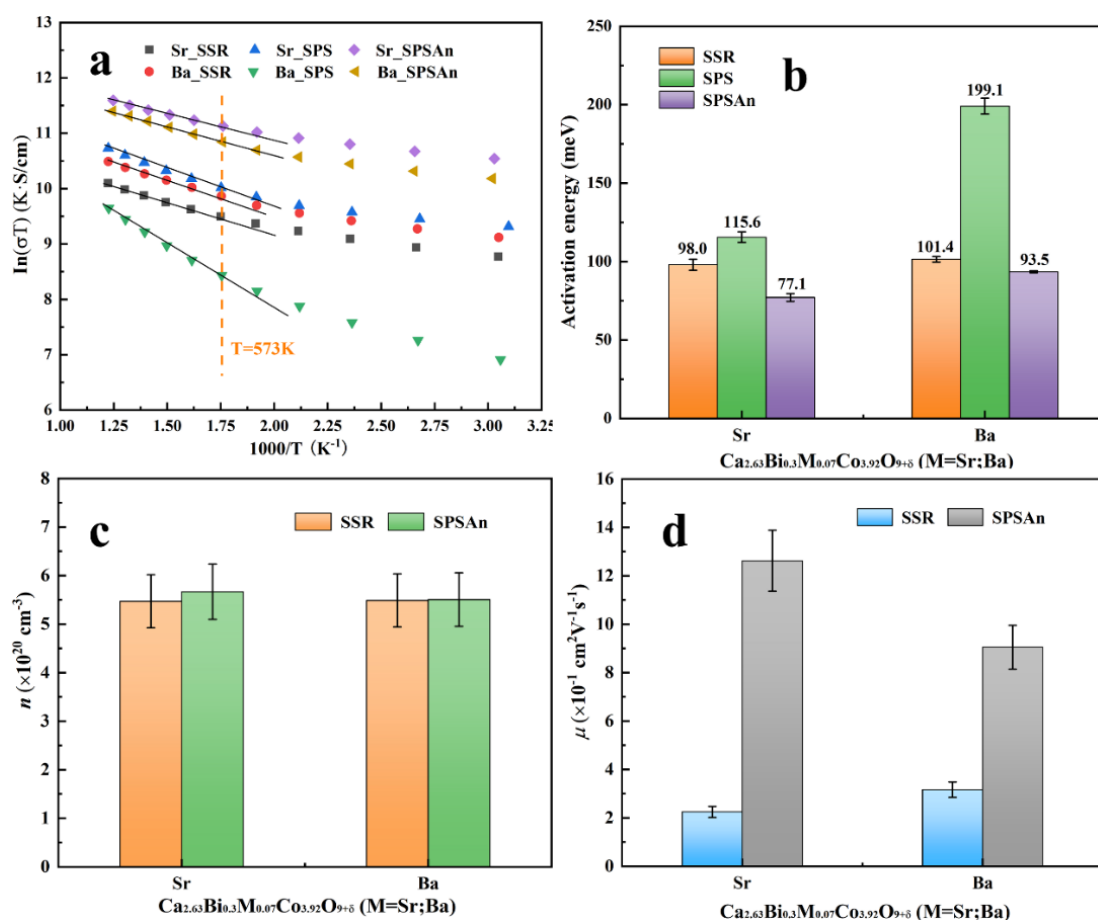 a
Sr_SSR Sr_SPS Sr_SPSAn
Ba_SSR Ba_SPS Ba_SPSAn
ln(σT) (K·S/cm)
11
10
9
8
7
6
T=573K
1.00 1.25 1.50 1.75 2.00 2.25 2.50 2.75 3.00 3.25
1000/T (K⁻¹)
b
SSR
SPS
SPSAn
Activation energy (meV)
250
200
150
100
50
0
98.0 115.6 77.1 101.4 199.1 93.5
Sr Ba
Ca₂.₆₃Bi₀.₃M₀.₀₇Co₃.₉₂O₉₊δ (M=Sr;Ba)
c
SSR SPSAn
n (×10²⁰ cm⁻³)
8
7
6
5
4
3
2
1
0
Sr Ba
Ca₂.₆₃Bi₀.₃M₀.₀₇Co₃.₉₂O₉₊δ (M=Sr;Ba)
d
SSR SPSAn
μ (×10⁻¹ cm²V⁻¹s⁻¹)
16
14
12
10
8
6
4
2
0
Sr Ba
Ca₂.₆₃Bi₀.₃M₀.₀₇Co₃.₉₂O₉₊δ (M=Sr;Ba)